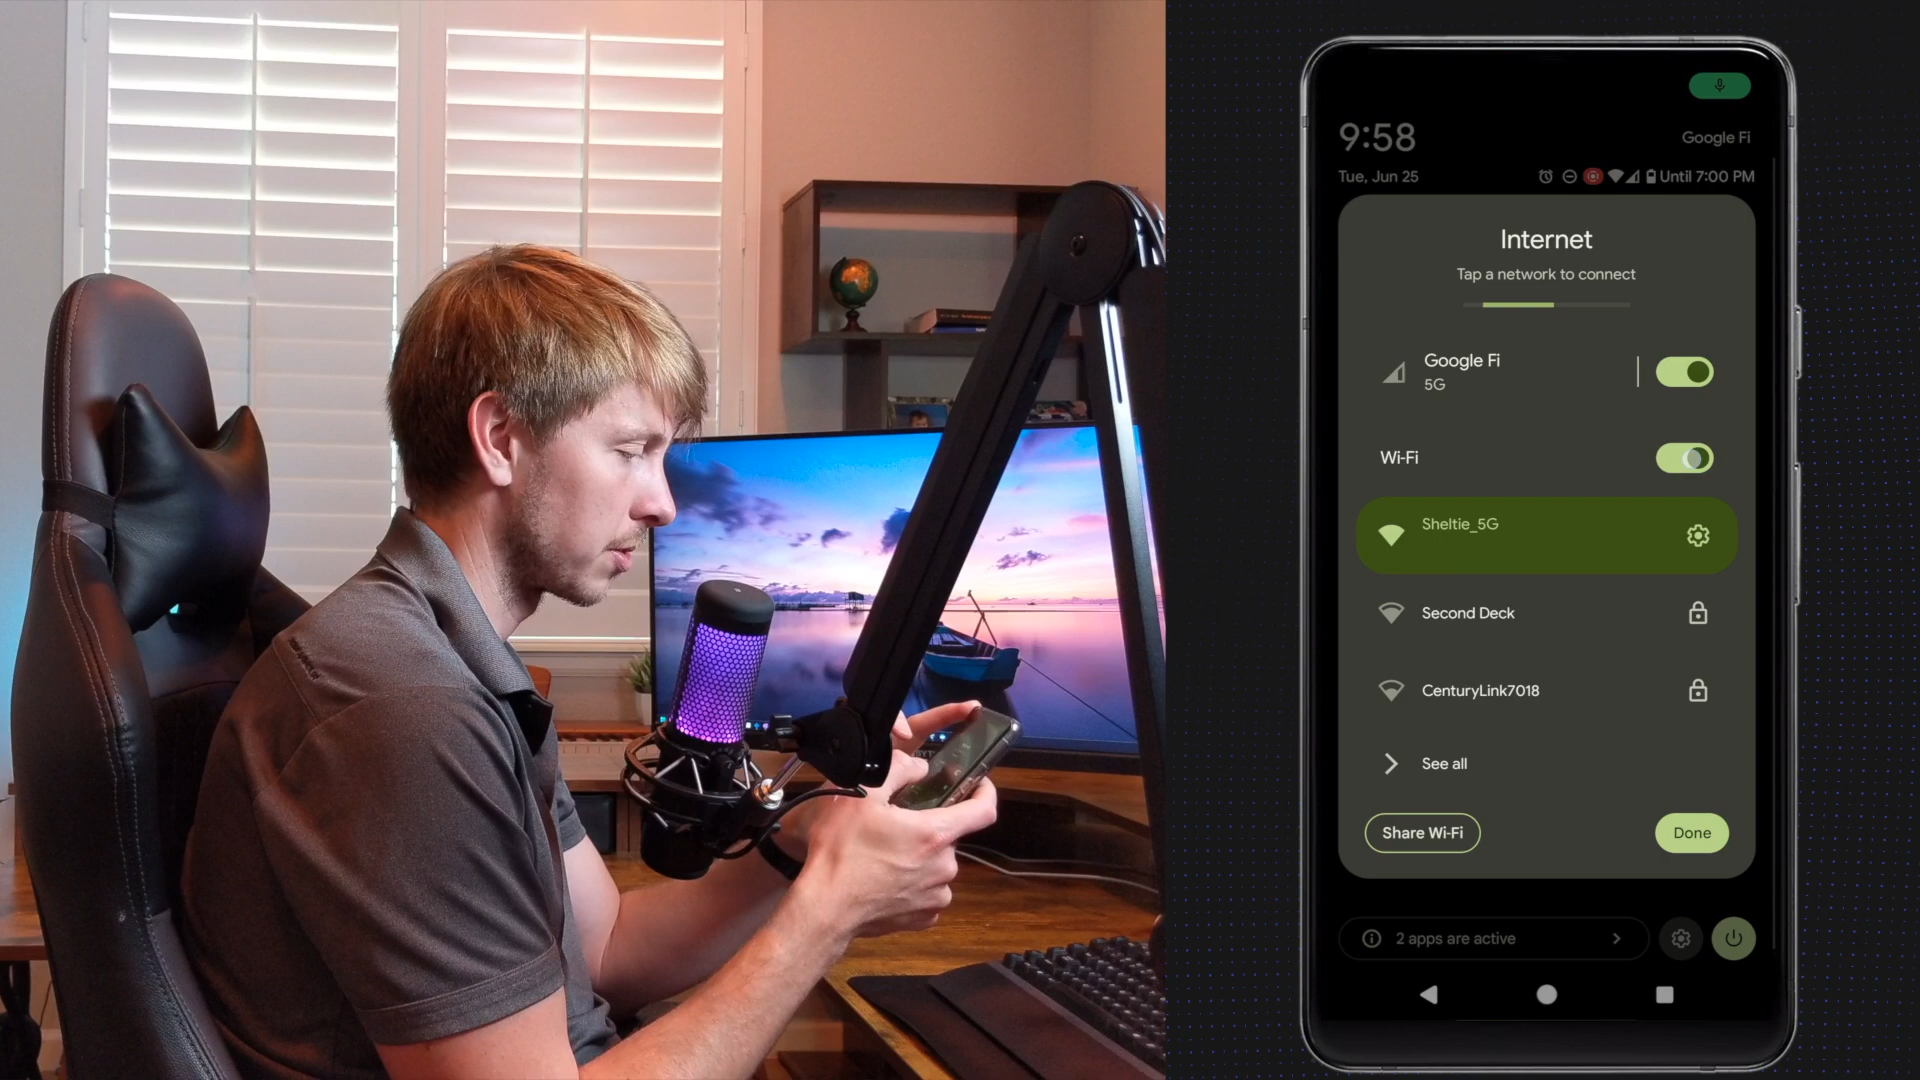 9:58
Google Fi
Tue, Jun 25
Until 7:00 PM
Internet
Tap a network to connect
Google Fi
5G
Wi-Fi
Sheltie_5G
Second Deck
CenturyLink7018
See all
Share Wi-Fi
Done
2 apps are active